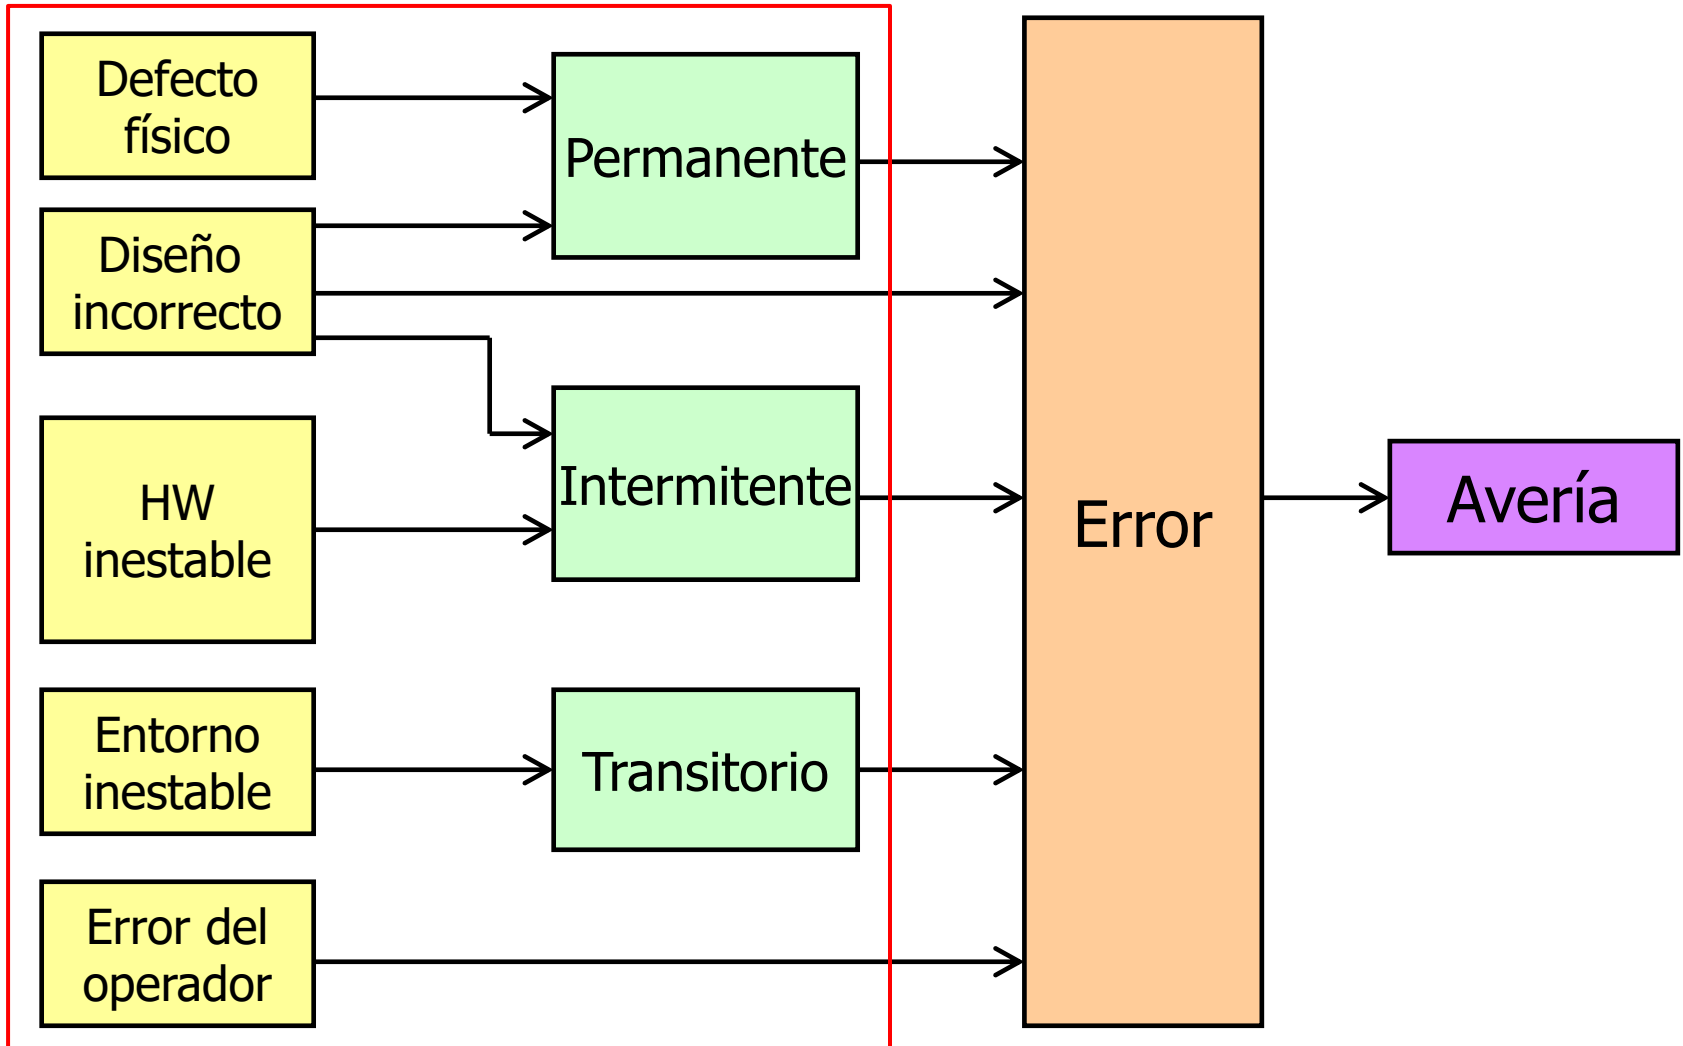 Defecto
físico
Permanente
Diseño
incorrecto
HW
inestable
Intermitente
Entorno
inestable
Transitorio
Error del
operador
Error
Avería